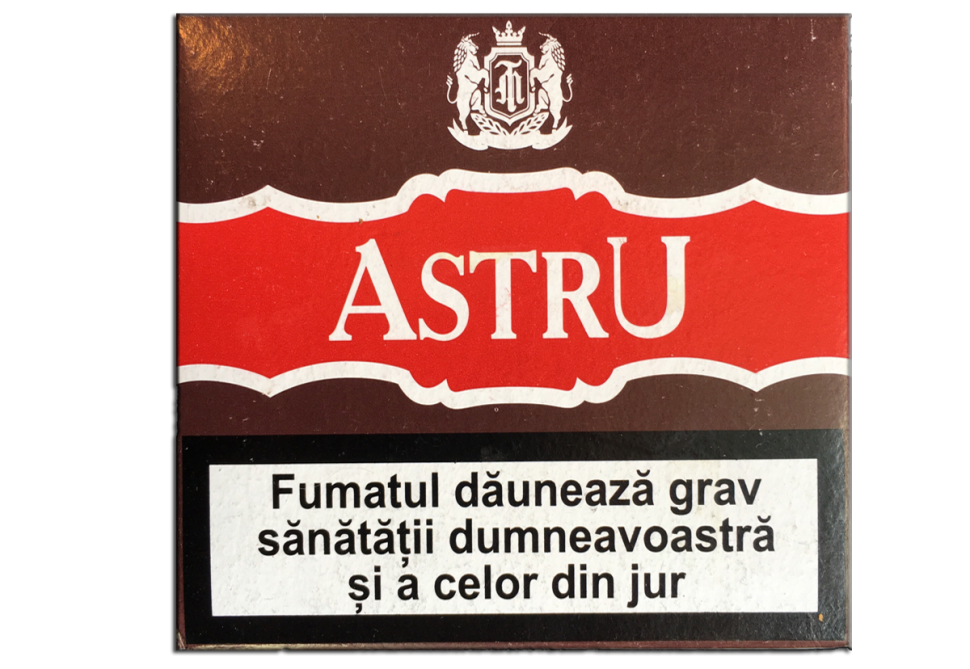 ASTRU
Fumatul dăunează grav
sănătății dumneavoastră
și a celor din jur